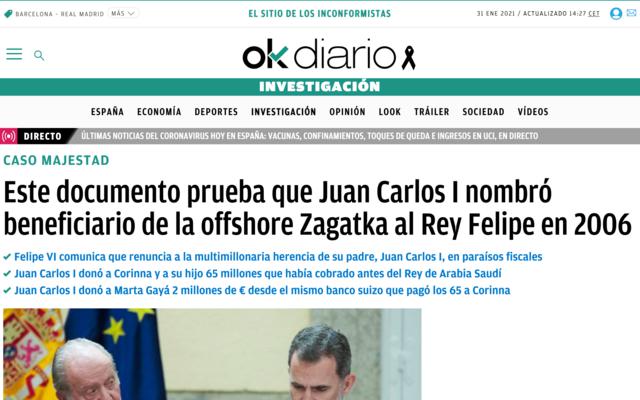 BARCELONA - REAL MADRID MÁS
EL SITIO DE LOS INCONFORMISTAS
31 ENE 2021 / ACTUALIZADO 14:27 CET
okdiario
INVESTIGACIÓN
ESPAÑA ECONOMÍA DEPORTES INVESTIGACIÓN OPINIÓN LOOK TRÁILER SOCIEDAD VÍDEOS
DIRECTO ÚLTIMAS NOTICIAS DEL CORONAVIRUS HOY EN ESPAÑA: VACUNAS, CONFINAMIENTOS, TOQUES DE QUEDA E INGRESOS EN UCI, EN DIRECTO
CASO MAJESTAD
Este documento prueba que Juan Carlos I nombró
beneficiario de la offshore Zagatka al Rey Felipe en 2006
Felipe VI comunica que renuncia a la multimillonaria herencia de su padre, Juan Carlos I, en paraísos fiscales
Juan Carlos I donó a Corinna y a su hijo 65 millones que había cobrado antes del Rey de Arabia Saudí
Juan Carlos I donó a Marta Gayá 2 millones de € desde el mismo banco suizo que pagó los 65 a Corinna